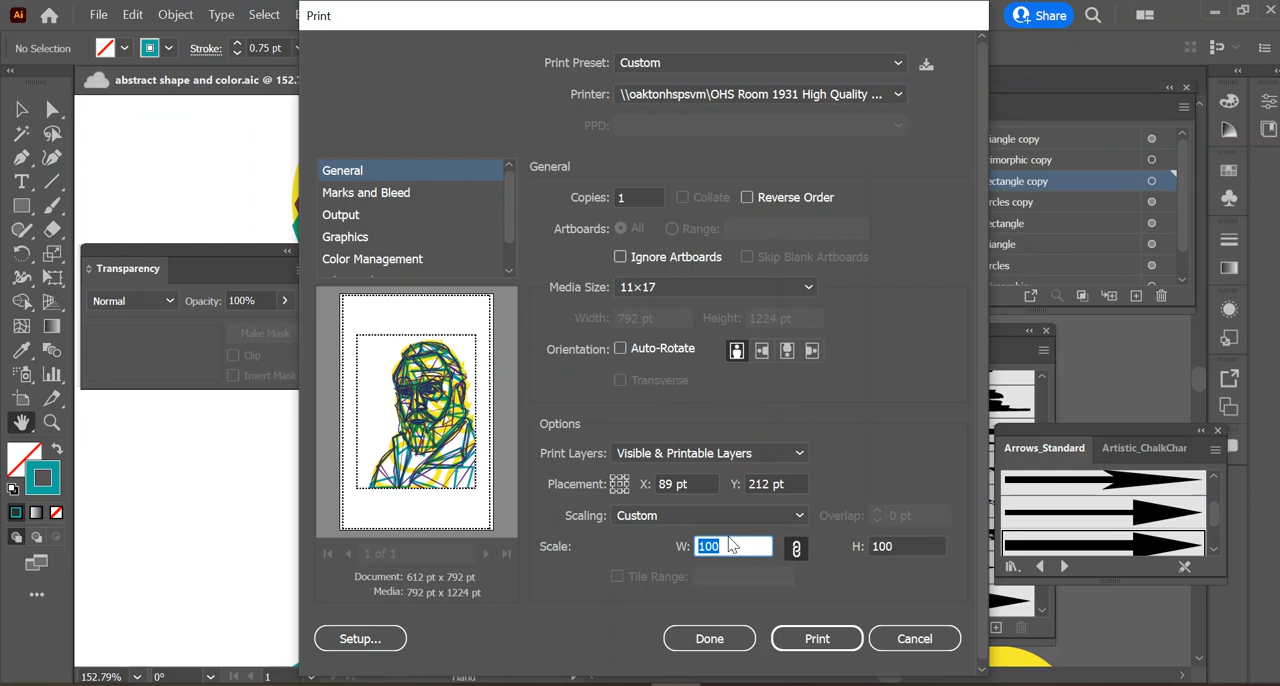 Ai
File Edit Object Type Select
Share
Print
No Selection
Stroke:
0.75 pt
abstract shape and color.aic @ 152.7
Print Preset: Custom
Printer: \\oaktonhspsvm\OHS Room 1931 High Quality ...
PPD:
General
Marks and Bleed
Output
Graphics
Color Management
General
Copies: 1
Collate
Reverse Order
Artboards:
All
Range:
Ignore Artboards
Skip Blank Artboards
Media Size: 11×17
Width: 792 pt
Height: 1224 pt
Orientation:
Auto-Rotate
Transverse
Options
Print Layers: Visible & Printable Layers
Placement:
X: 89 pt
Y: 212 pt
Scaling: Custom
Overlap: 0 pt
Scale:
W: 100
H: 100
Tile Range:
1 of 1
Document: 612 pt x 792 pt
Media: 792 pt x 1224 pt
Setup...
Done
Print
Cancel
Transparency
Normal
Opacity: 100%
Make Mask
Clip
Invert Mask
iangle copy
imorphic copy
ectangle copy
rcles copy
ectangle
iangle
rcles
Arrows_Standard
Artistic_ChalkChar
152.79%
0°
1
Hand